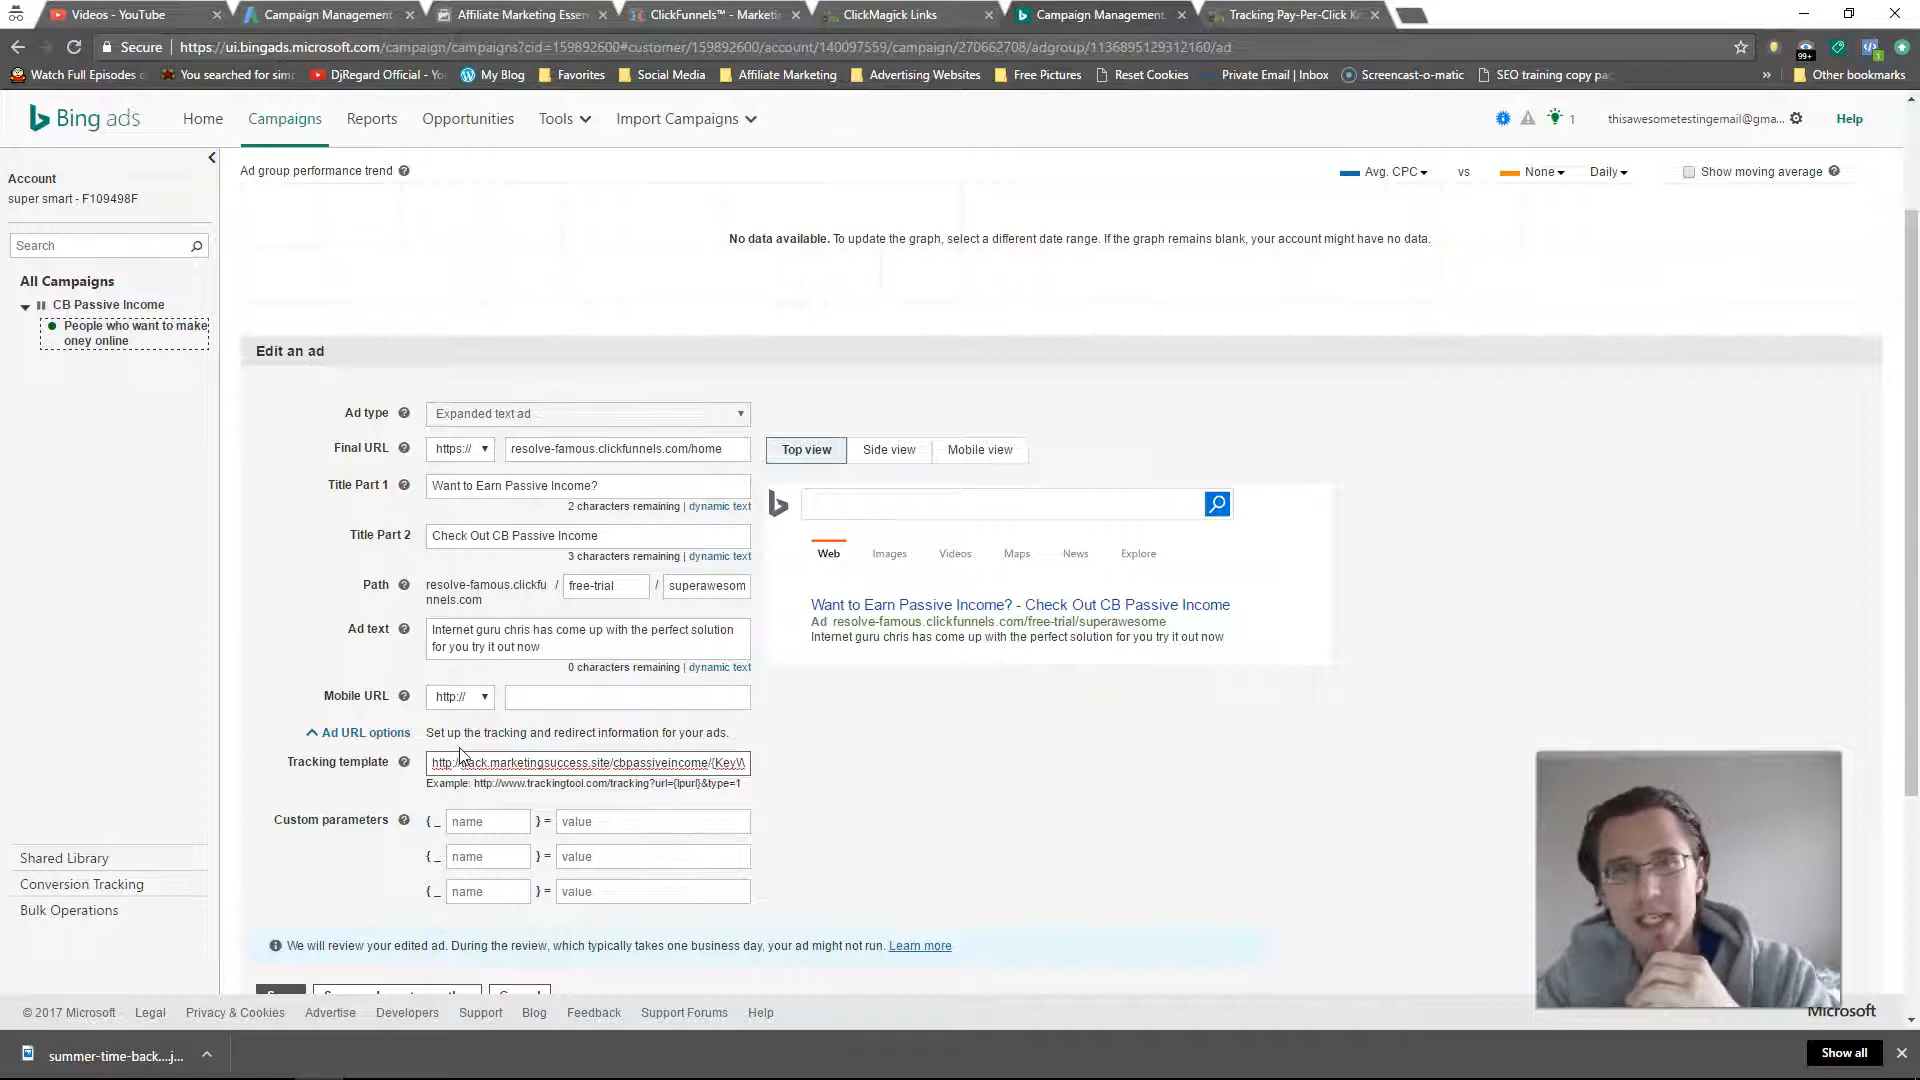 Videos - YouTube
Campaign Management
Affiliate Marketing Essen
ClickFunnels™ - Marketi
ClickMagick Links
Campaign Management
Tracking Pay-Per-Click K
Secure
https://ui.bingads.microsoft.com/campaign/campaigns?cid=159892600#customer/159892600/account/140097559/campaign/270662708/adgroup/1136895129312160/ad
99+
1
Watch Full Episodes
You searched for sim
DjRegard Official - Yo
My Blog
Favorites
Social Media
Affiliate Marketing
Advertising Websites
Free Pictures
Reset Cookies
Private Email | Inbox
Screencast-o-matic
SEO training copy pac
»
Other bookmarks
Bing ads
Home
Campaigns
Reports
Opportunities
Tools
Import Campaigns
1
thisawesometestingemail@gma...
Help
Account
super smart - F109498F
Search
All Campaigns
CB Passive Income
People who want to make
oney online
Shared Library
Conversion Tracking
Bulk Operations
Ad group performance trend
Avg. CPC
vs
None
Daily
Show moving average
No data available. To update the graph, select a different date range. If the graph remains blank, your account might have no data.
Edit an ad
Ad type
Expanded text ad
Final URL
https://
resolve-famous.clickfunnels.com/home
Title Part 1
Want to Earn Passive Income?
2 characters remaining | dynamic text
Title Part 2
Check Out CB Passive Income
3 characters remaining | dynamic text
Path
resolve-famous.clickfu
nnels.com
/
free-trial
/
superawesom
Ad text
Internet guru chris has come up with the perfect solution
for you try it out now
0 characters remaining | dynamic text
Mobile URL
http://
Ad URL options
Set up the tracking and redirect information for your ads.
Tracking template
http://track.marketingsuccess.site/cbpassiveincome/{KeyW
Example: http://www.trackingtool.com/tracking?url={lpurl}&type=1
Custom parameters
{_ name } = value
{_ name } = value
{_ name } = value
Top view
Side view
Mobile view
Web
Images
Videos
Maps
News
Explore
Want to Earn Passive Income? - Check Out CB Passive Income
Ad resolve-famous.clickfunnels.com/free-trial/superawesome
Internet guru chris has come up with the perfect solution for you try it out now
We will review your edited ad. During the review, which typically takes one business day, your ad might not run. Learn more
© 2017 Microsoft
Legal
Privacy & Cookies
Advertise
Developers
Support
Blog
Feedback
Support Forums
Help
Microsoft
summer-time-back....j...
Show all